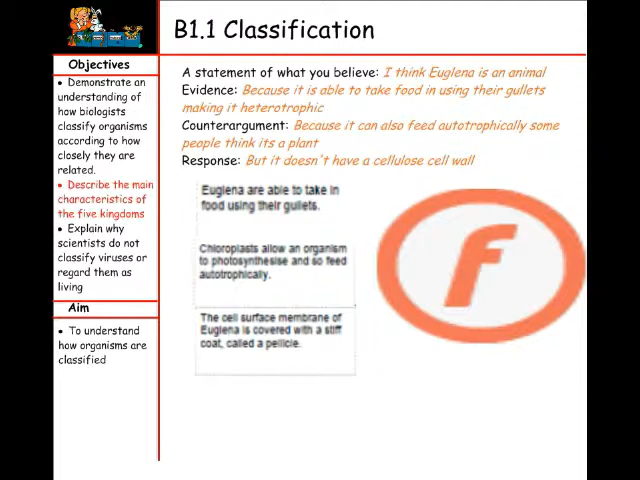 B1.1 Classification
Objectives
• Demonstrate an
understanding of
how biologists
classify organisms
according to how
closely they are
related.
• Describe the main
characteristics of
the five kingdoms
• Explain why
scientists do not
classify viruses or
regard them as
living
Aim
• To understand
how organisms are
classified
A statement of what you believe: I think Euglena is an animal
Evidence: Because it is able to take food in using their gullets
making it heterotrophic
Counterargument: Because it can also feed autotrophically some
people think its a plant
Response: But it doesn't have a cellulose cell wall
Euglena are able to take in
food using their gullets.
Chloroplasts allow an organism
to photosynthesise and so feed
autotrophically.
The cell surface membrane of
Euglena is covered with a stiff
coat, called a pellicle.
f